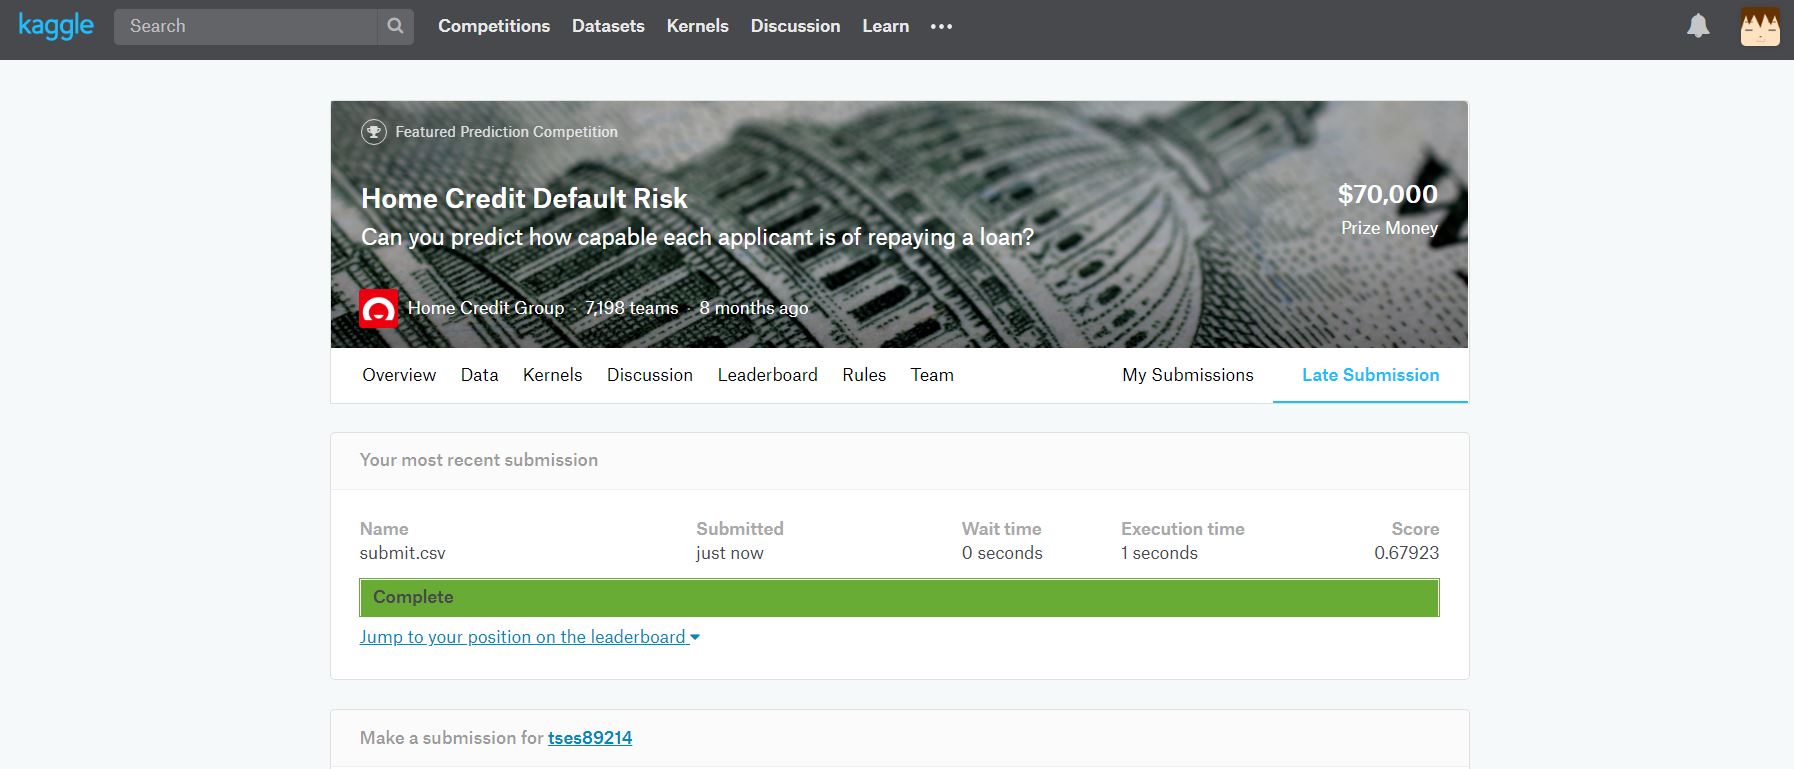 kaggle Search Competitions Datasets Kernels Discussion Learn •••
Featured Prediction Competition
Home Credit Default Risk
$70,000
Can you predict how capable each applicant is of repaying a loan?
Prize Money
Home Credit Group · 7,198 teams · 8 months ago
Overview Data Kernels Discussion Leaderboard Rules Team My Submissions Late Submission
Your most recent submission
Name Submitted Wait time Execution time Score
submit.csv just now 0 seconds 1 seconds 0.67923
Complete
Jump to your position on the leaderboard
Make a submission for tses89214